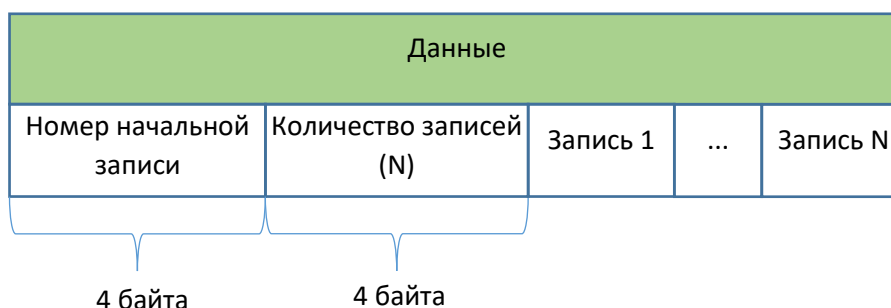 Данные
Номер начальной
записи
Количество записей
(N)
Запись 1
...
Запись N
4 байта
4 байта